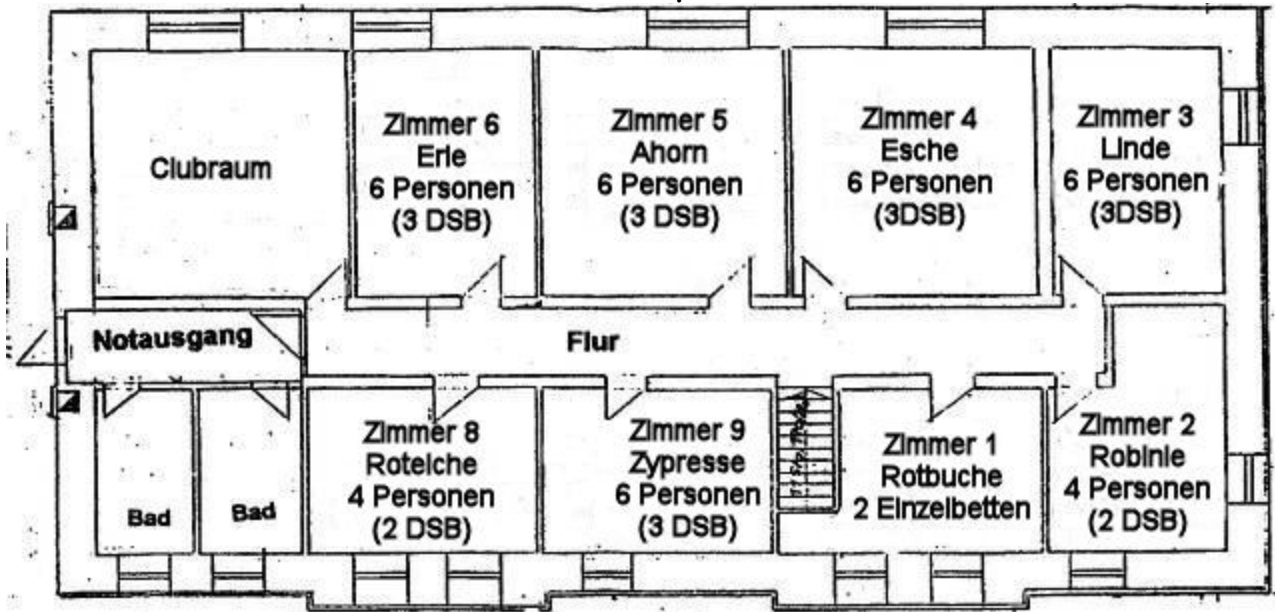 Clubraum
Zimmer 6
Erle
6 Personen
(3 DSB)
Zimmer 5
Ahorn
6 Personen
(3 DSB)
Zimmer 4
Esche
6 Personen
(3DSB)
Zimmer 3
Linde
6 Personen
(3DSB)
Notausgang
Flur
Bad
Bad
Zimmer 8
Roteiche
4 Personen
(2 DSB)
Zimmer 9
Zypresse
6 Personen
(3 DSB)
Zimmer 1
Rotbuche
2 Einzelbetten
Zimmer 2
Robinie
4 Personen
(2 DSB)